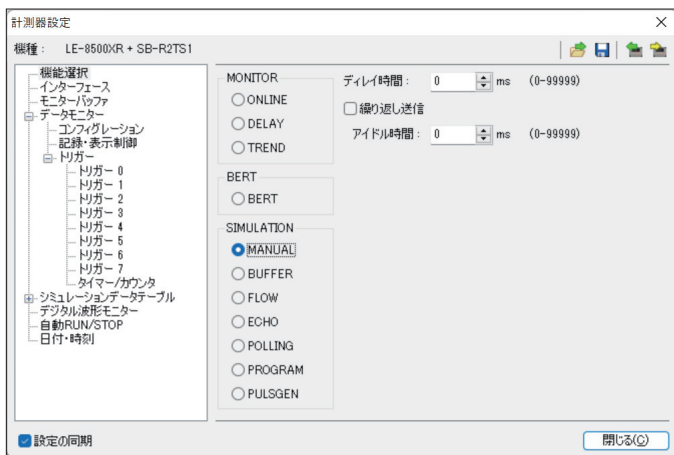 計測器設定
機種： LE-8500XR + SB-R2TS1
機能選択
インターフェース
モニターバッファ
データモニター
コンフィグレーション
記録・表示制御
トリガー
トリガー 0
トリガー 1
トリガー 2
トリガー 3
トリガー 4
トリガー 5
トリガー 6
トリガー 7
タイマー/カウンタ
シミュレーションデータテーブル
デジタル波形モニター
自動RUN/STOP
日付・時刻
MONITOR
ONLINE
DELAY
TREND
BERT
BERT
SIMULATION
MANUAL
BUFFER
FLOW
ECHO
POLLING
PROGRAM
PULSGEN
ディレイ時間： 0 ms (0-99999)
繰り返し送信
アイドル時間： 0 ms (0-99999)
設定の同期
閉じる(C)